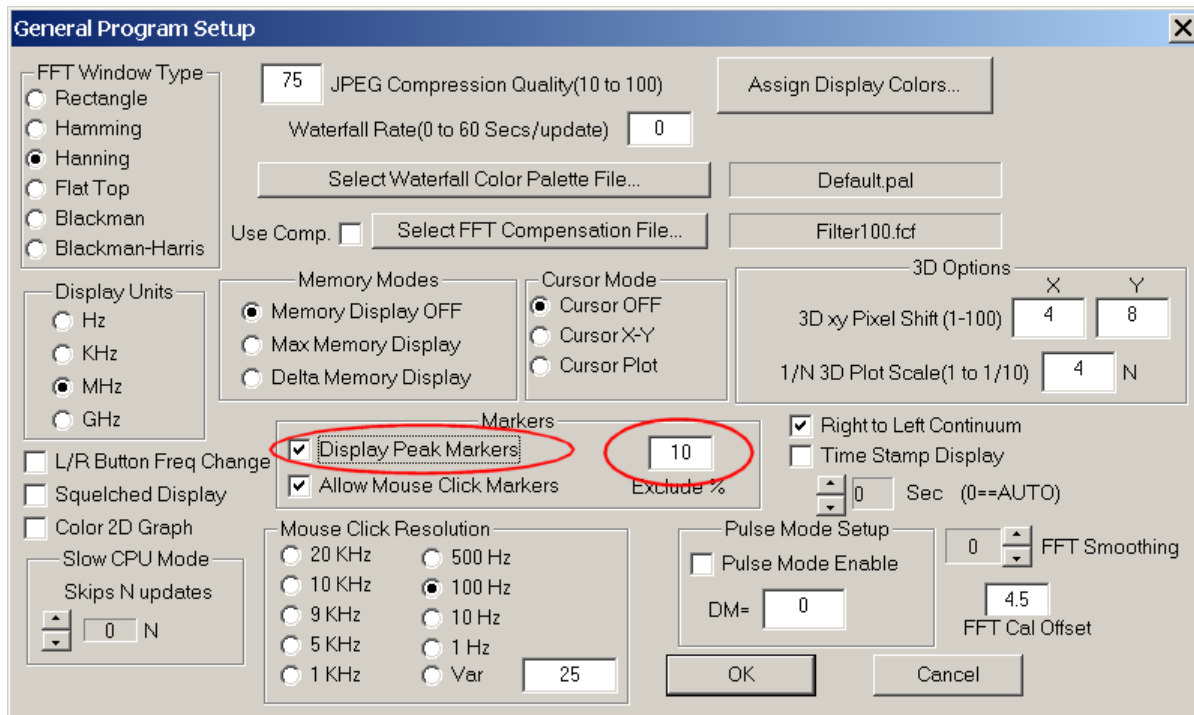 General Program Setup
FFT Window Type
Rectangle
Hamming
Hanning
Flat Top
Blackman
Blackman-Harris
75 JPEG Compression Quality(10 to 100)
Assign Display Colors...
Waterfall Rate(0 to 60 Secs/update) 0
Select Waterfall Color Palette File...
Default.pal
Use Comp.
Select FFT Compensation File...
Filter100.fcf
Display Units
Hz
KHz
MHz
GHz
Memory Modes
Memory Display OFF
Max Memory Display
Delta Memory Display
Cursor Mode
Cursor OFF
Cursor X-Y
Cursor Plot
3D Options
X Y
3D xy Pixel Shift (1-100) 4 8
1/N 3D Plot Scale(1 to 1/10) 4 N
Markers
Display Peak Markers 10
Allow Mouse Click Markers Exclude %
Right to Left Continuum
Time Stamp Display
0 Sec (0==AUTO)
L/R Button Freq Change
Squelched Display
Color 2D Graph
Slow CPU Mode
Skips N updates
0 N
Mouse Click Resolution
20 KHz
10 KHz
9 KHz
5 KHz
1 KHz
500 Hz
100 Hz
10 Hz
1 Hz
Var 25
Pulse Mode Setup
Pulse Mode Enable
DM= 0
0 FFT Smoothing
4.5
FFT Cal Offset
OK
Cancel